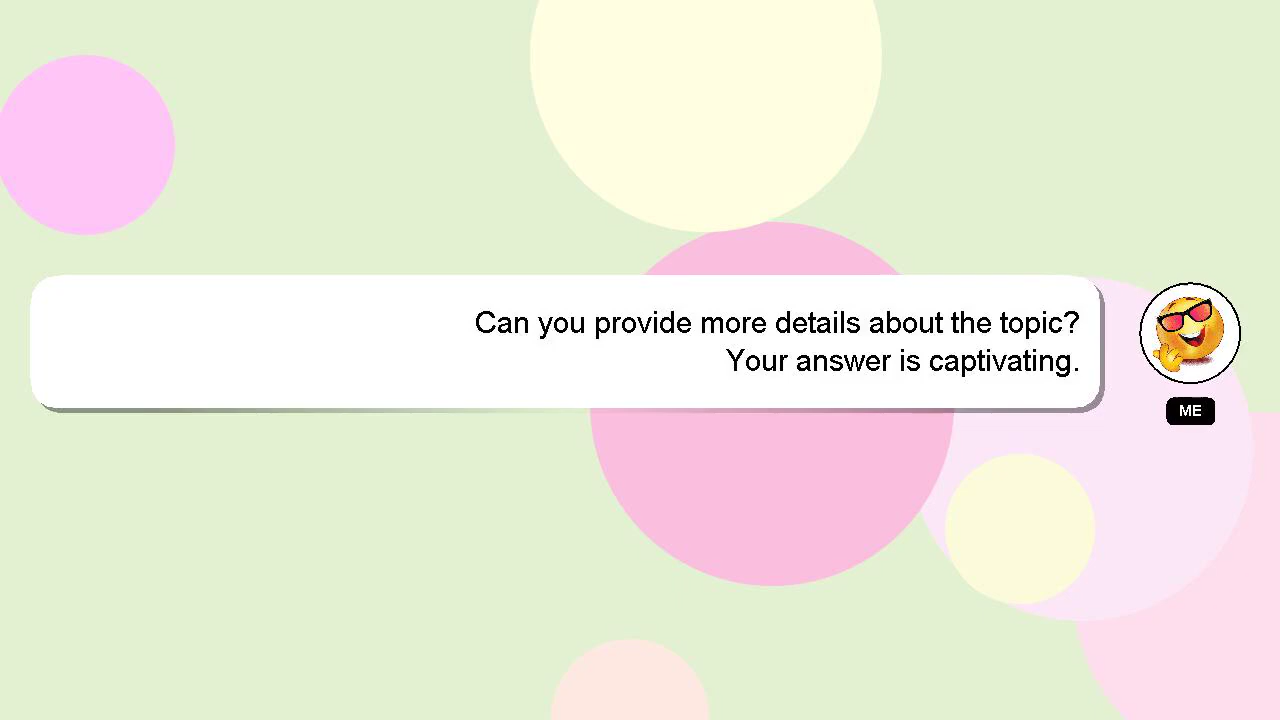 Can you provide more details about the topic?
Your answer is captivating.
ME